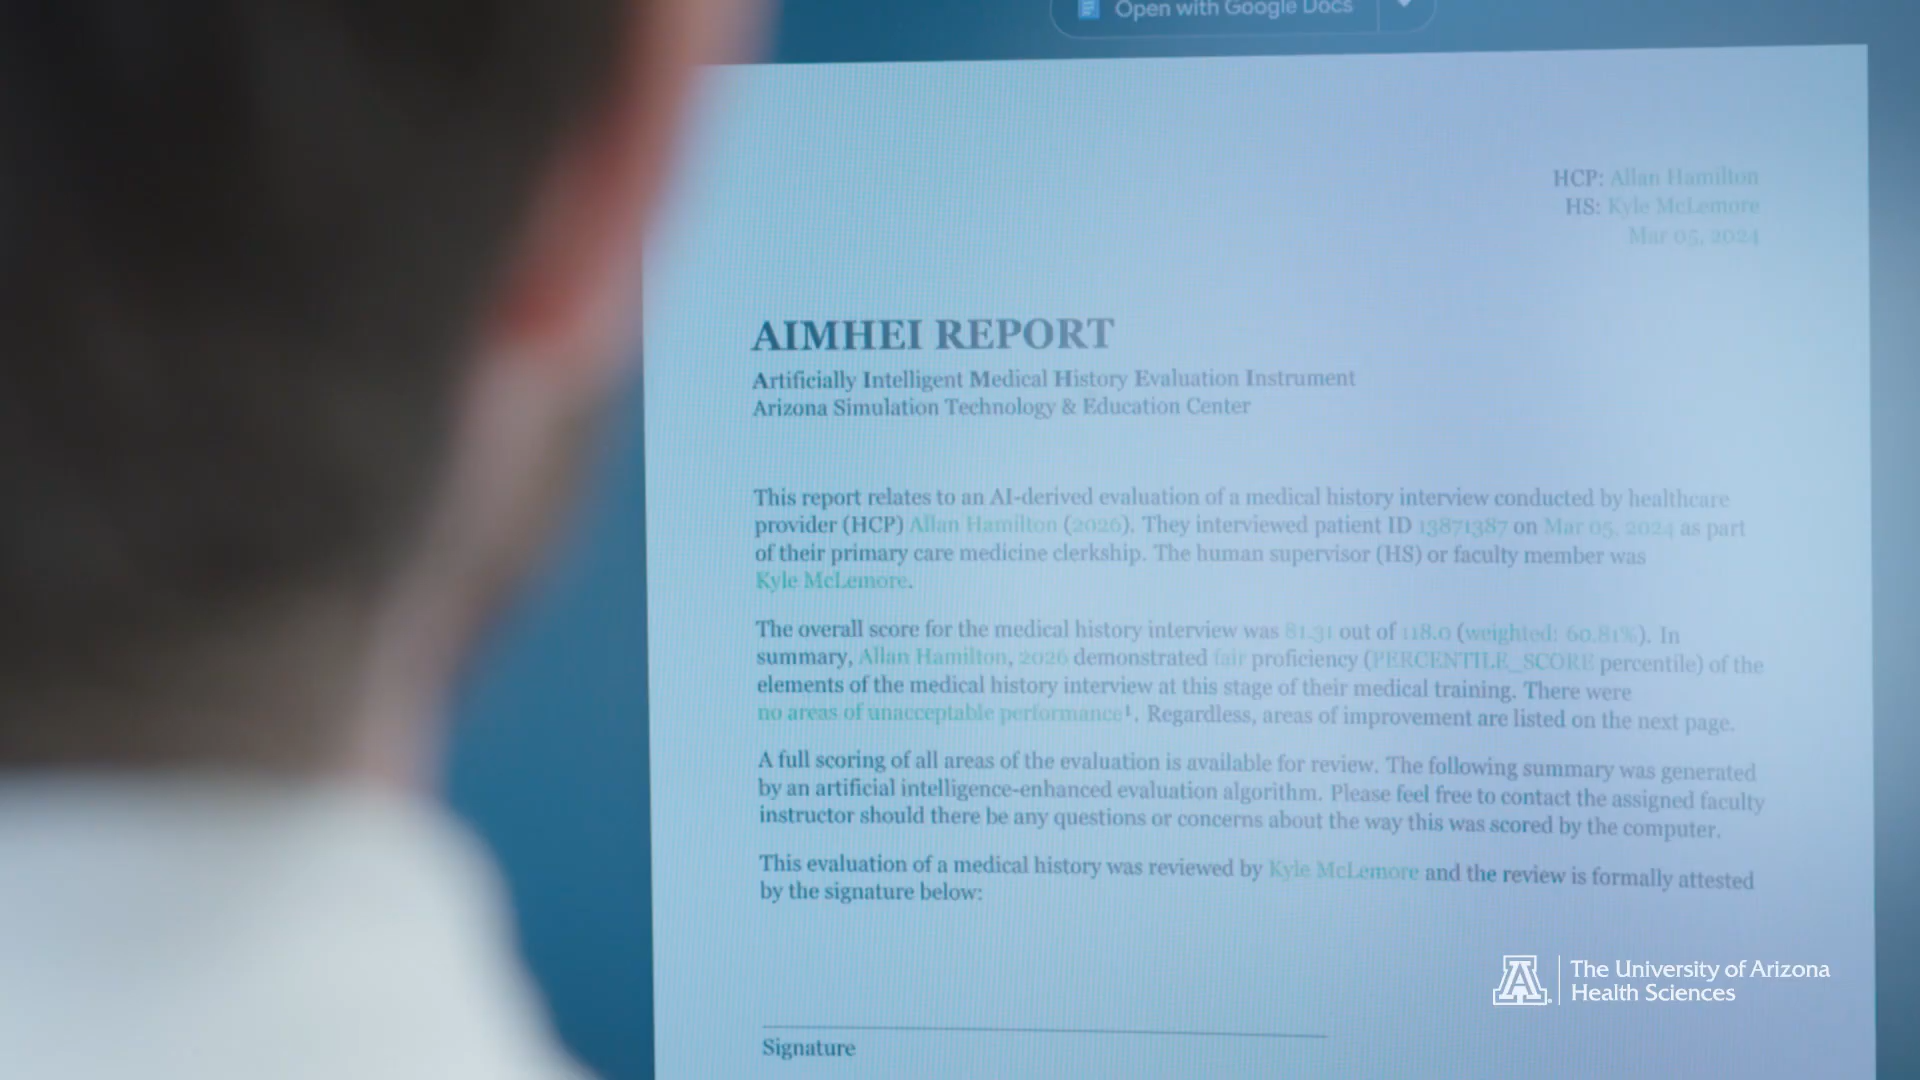 Open with Google Docs
HCP: Allan Hamilton
HS: Kyle McLemore
Mar 05, 2024
AIMHEI REPORT
Artificially Intelligent Medical History Evaluation Instrument
Arizona Simulation Technology & Education Center
This report relates to an AI-derived evaluation of a medical history interview conducted by healthcare
provider (HCP) Allan Hamilton (2026). They interviewed patient ID 13871387 on Mar 05, 2024 as part
of their primary care medicine clerkship. The human supervisor (HS) or faculty member was
Kyle McLemore.
The overall score for the medical history interview was 81.31 out of 118.0 (weighted: 60.81%). In
summary, Allan Hamilton, 2026 demonstrated fair proficiency (PERCENTILE_SCORE percentile) of the
elements of the medical history interview at this stage of their medical training. There were
no areas of unacceptable performance¹. Regardless, areas of improvement are listed on the next page.
A full scoring of all areas of the evaluation is available for review. The following summary was generated
by an artificial intelligence-enhanced evaluation algorithm. Please feel free to contact the assigned faculty
instructor should there be any questions or concerns about the way this was scored by the computer.
This evaluation of a medical history was reviewed by Kyle McLemore and the review is formally attested
by the signature below:
Signature
A
The University of Arizona
Health Sciences